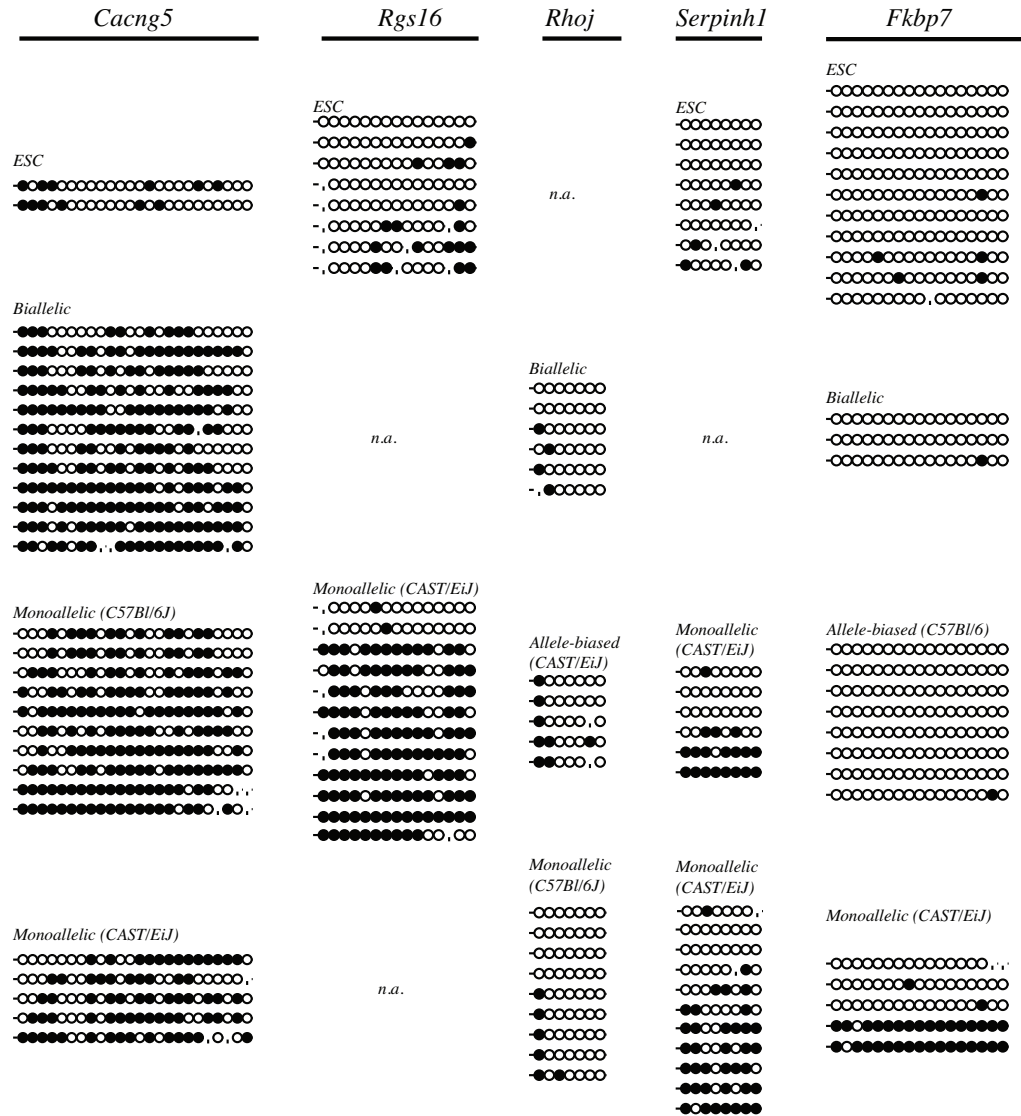 Cacng5 Rgs16 Rhoj Serpinh1 Fkbp7
ESC
ESC
ESC
ESC
n.a.
Biallelic
Biallelic
Biallelic
n.a.
n.a.
Monoallelic (C57Bl/6J)
Monoallelic (CAST/EiJ)
Allele-biased
(CAST/EiJ)
Monoallelic
(CAST/EiJ)
Allele-biased (C57Bl/6)
Monoallelic (CAST/EiJ)
n.a.
Monoallelic
(C57Bl/6J)
Monoallelic
(CAST/EiJ)
Monoallelic (CAST/EiJ)